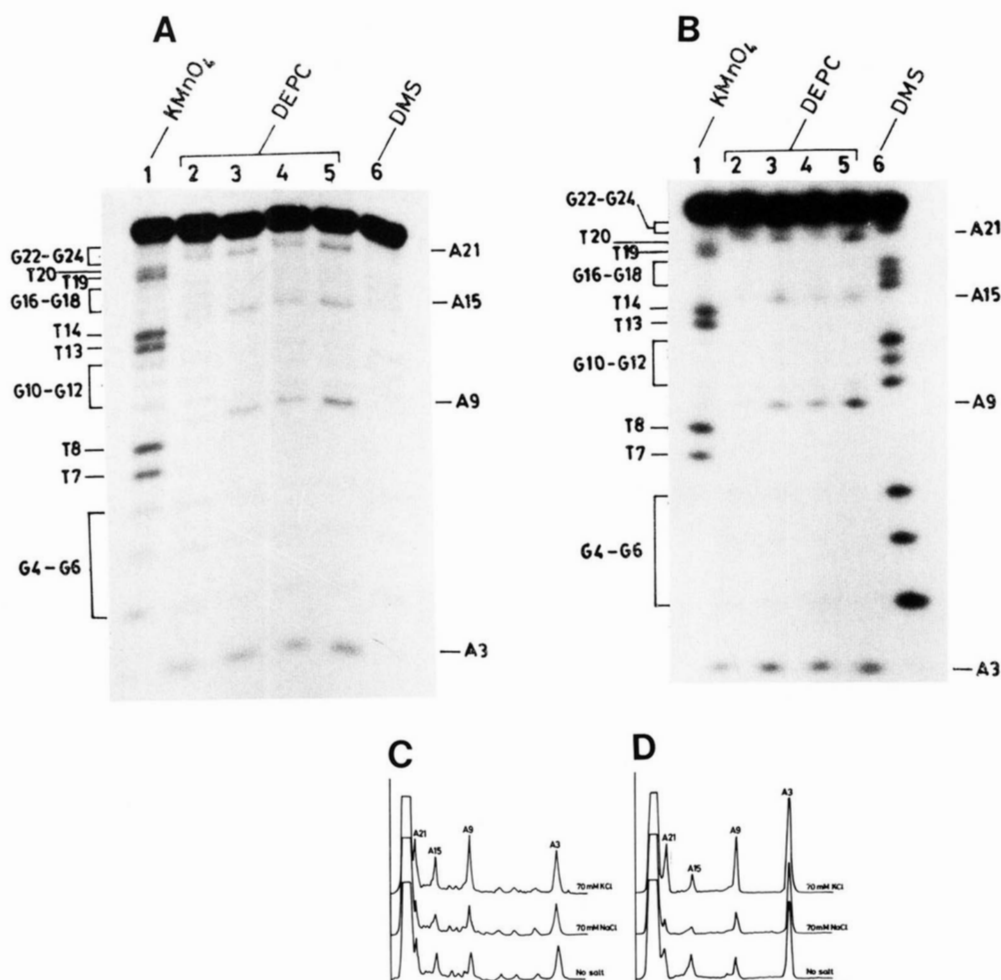 A
KMnO4
DEPC
DMS
1 2 3 4 5 6
G22-G24
T20
T19
G16-G18
T14
T13
G10-G12
T8
T7
G4-G6
A21
A15
A9
A3
B
KMnO4
DEPC
DMS
1 2 3 4 5 6
G22-G24
T20
T19
G16-G18
T14
T13
G10-G12
T8
T7
G4-G6
A21
A15
A9
A3
C
A21
A15
A9
A3
70 mM KCl
70 mM NaCl
No salt
D
A21
A15
A9
A3
70 mM KCl
70 mM NaCl
No salt